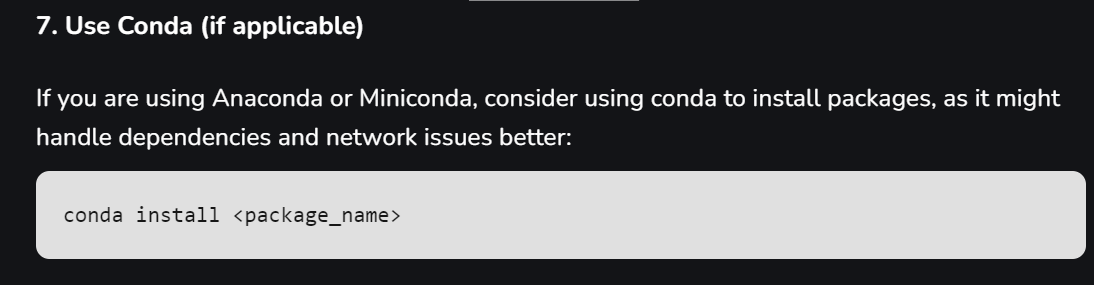 7. Use Conda (if applicable)
If you are using Anaconda or Miniconda, consider using conda to install packages, as it might
handle dependencies and network issues better:
conda install <package_name>